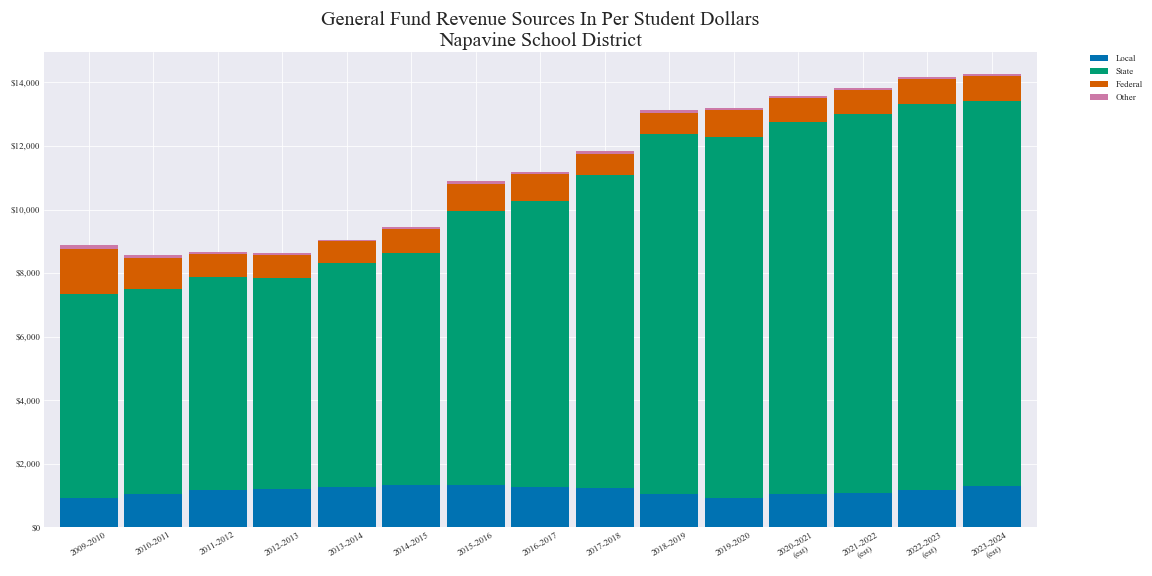 General Fund Revenue Sources In Per Student Dollars
Napavine School District
Local
State
Federal
Other
$14,000
$12,000
$10,000
$8,000
$6,000
$4,000
$2,000
$0
2009-2010
2010-2011
2011-2012
2012-2013
2013-2014
2014-2015
2015-2016
2016-2017
2017-2018
2018-2019
2019-2020
2020-2021
(est)
2021-2022
(est)
2022-2023
(est)
2023-2024
(est)